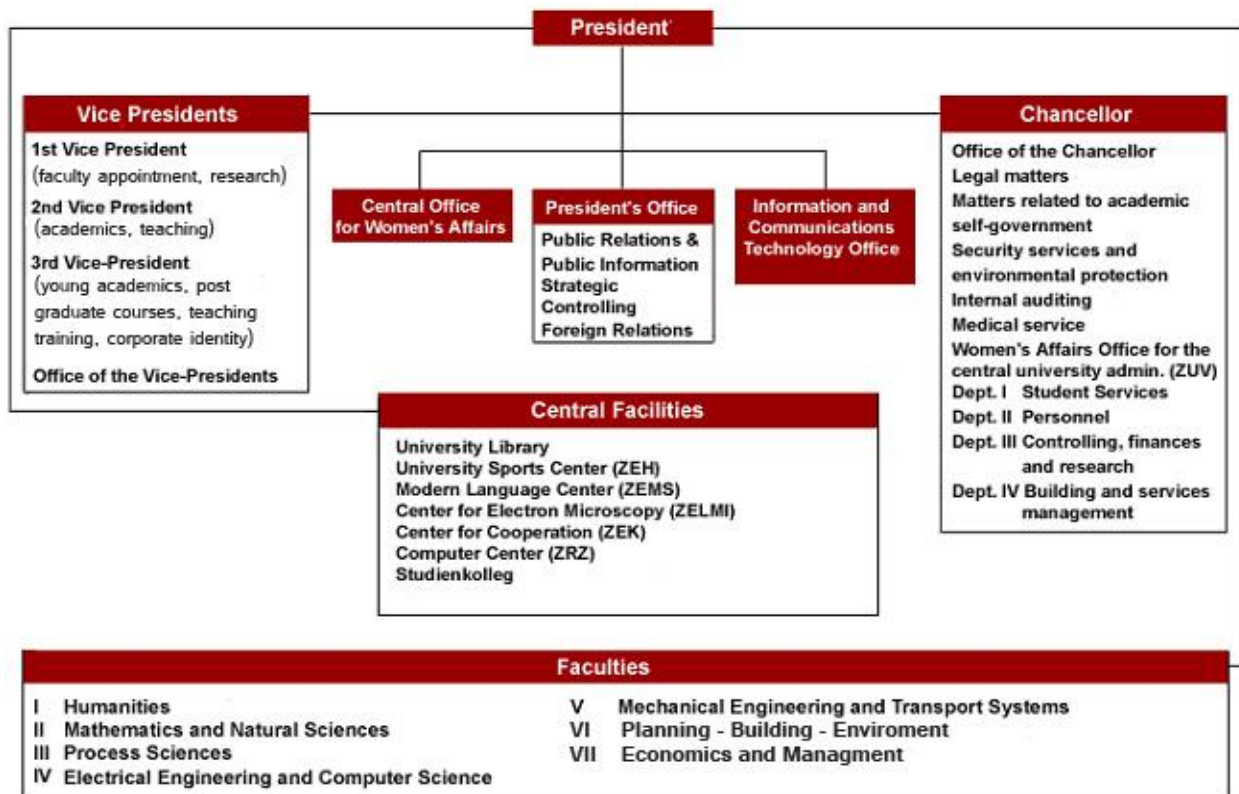 President
Vice Presidents
1st Vice President
(faculty appointment, research)
2nd Vice President
(academics, teaching)
3rd Vice-President
(young academics, post
graduate courses, teaching
training, corporate identity)
Office of the Vice-Presidents
Central Office
for Women's Affairs
President's Office
Public Relations &
Public Information
Strategic
Controlling
Foreign Relations
Information and
Communications
Technology Office
Chancellor
Office of the Chancellor
Legal matters
Matters related to academic
self-government
Security services and
environmental protection
Internal auditing
Medical service
Women's Affairs Office for the
central university admin. (ZUV)
Dept. I Student Services
Dept. II Personnel
Dept. III Controlling, finances
and research
Dept. IV Building and services
management
Central Facilities
University Library
University Sports Center (ZEH)
Modern Language Center (ZEMS)
Center for Electron Microscopy (ZELMI)
Center for Cooperation (ZEK)
Computer Center (ZRZ)
Studienkolleg
Faculties
I Humanities
II Mathematics and Natural Sciences
III Process Sciences
IV Electrical Engineering and Computer Science
V Mechanical Engineering and Transport Systems
VI Planning - Building - Enviroment
VII Economics and Managment